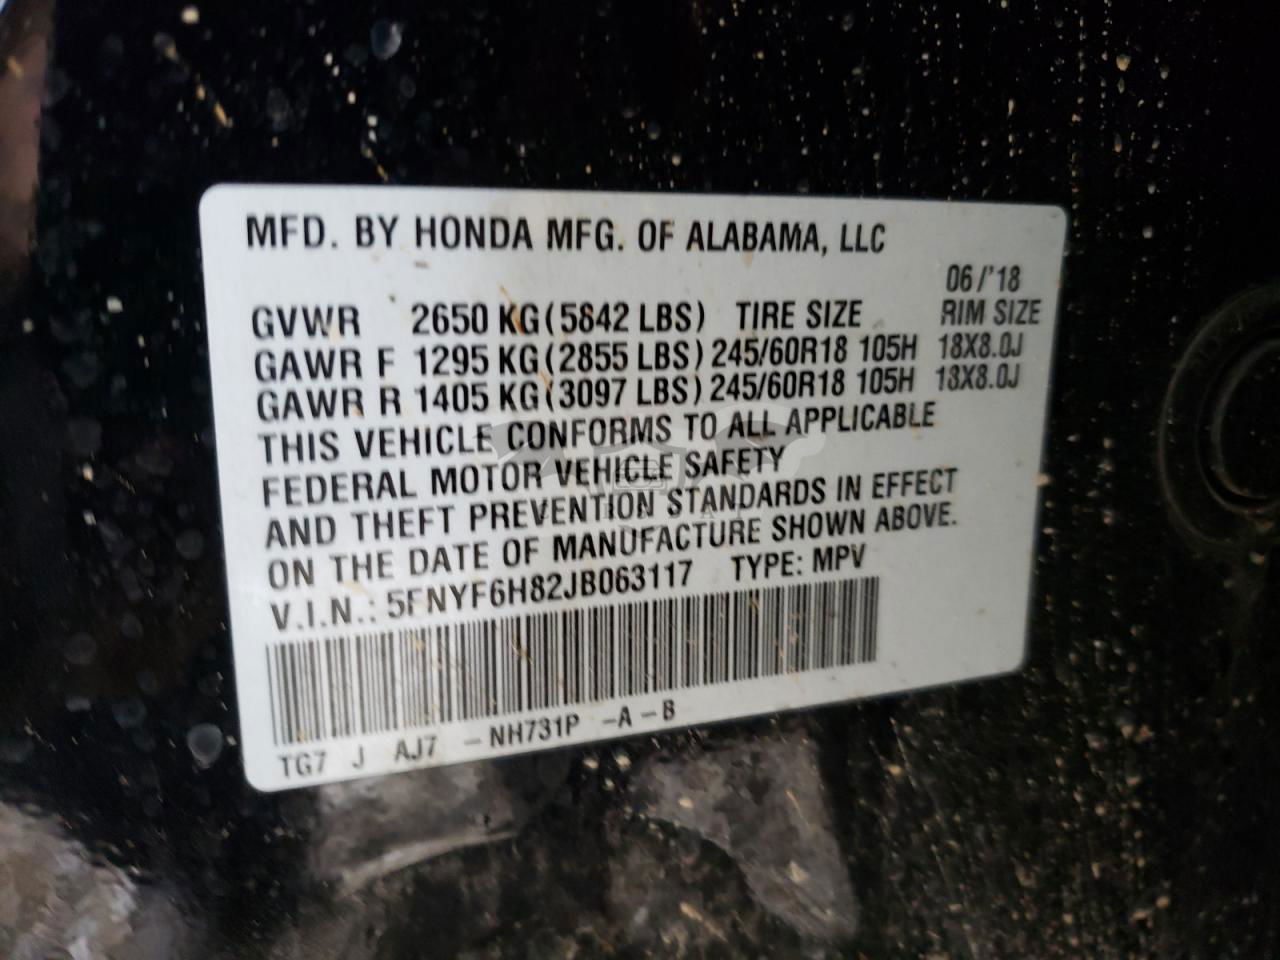 MFD. BY HONDA MFG. OF ALABAMA, LLC
06/'18
GVWR 2650 KG(5842 LBS) TIRE SIZE RIM SIZE
GAWR F 1295 KG(2855 LBS)245/60R18 105H 18X8.0J
GAWR R 1405 KG(3097 LBS)245/60R18 105H 18X8.0J
THIS VEHICLE CONFORMS TO ALL APPLICABLE
FEDERAL MOTOR VEHICLE SAFETY
AND THEFT PREVENTION STANDARDS IN EFFECT
ON THE DATE OF MANUFACTURE SHOWN ABOVE.
V.I.N.: 5FNYF6H82JB063117 TYPE: MPV
TG7 J AJ7 -NH731P -A-B